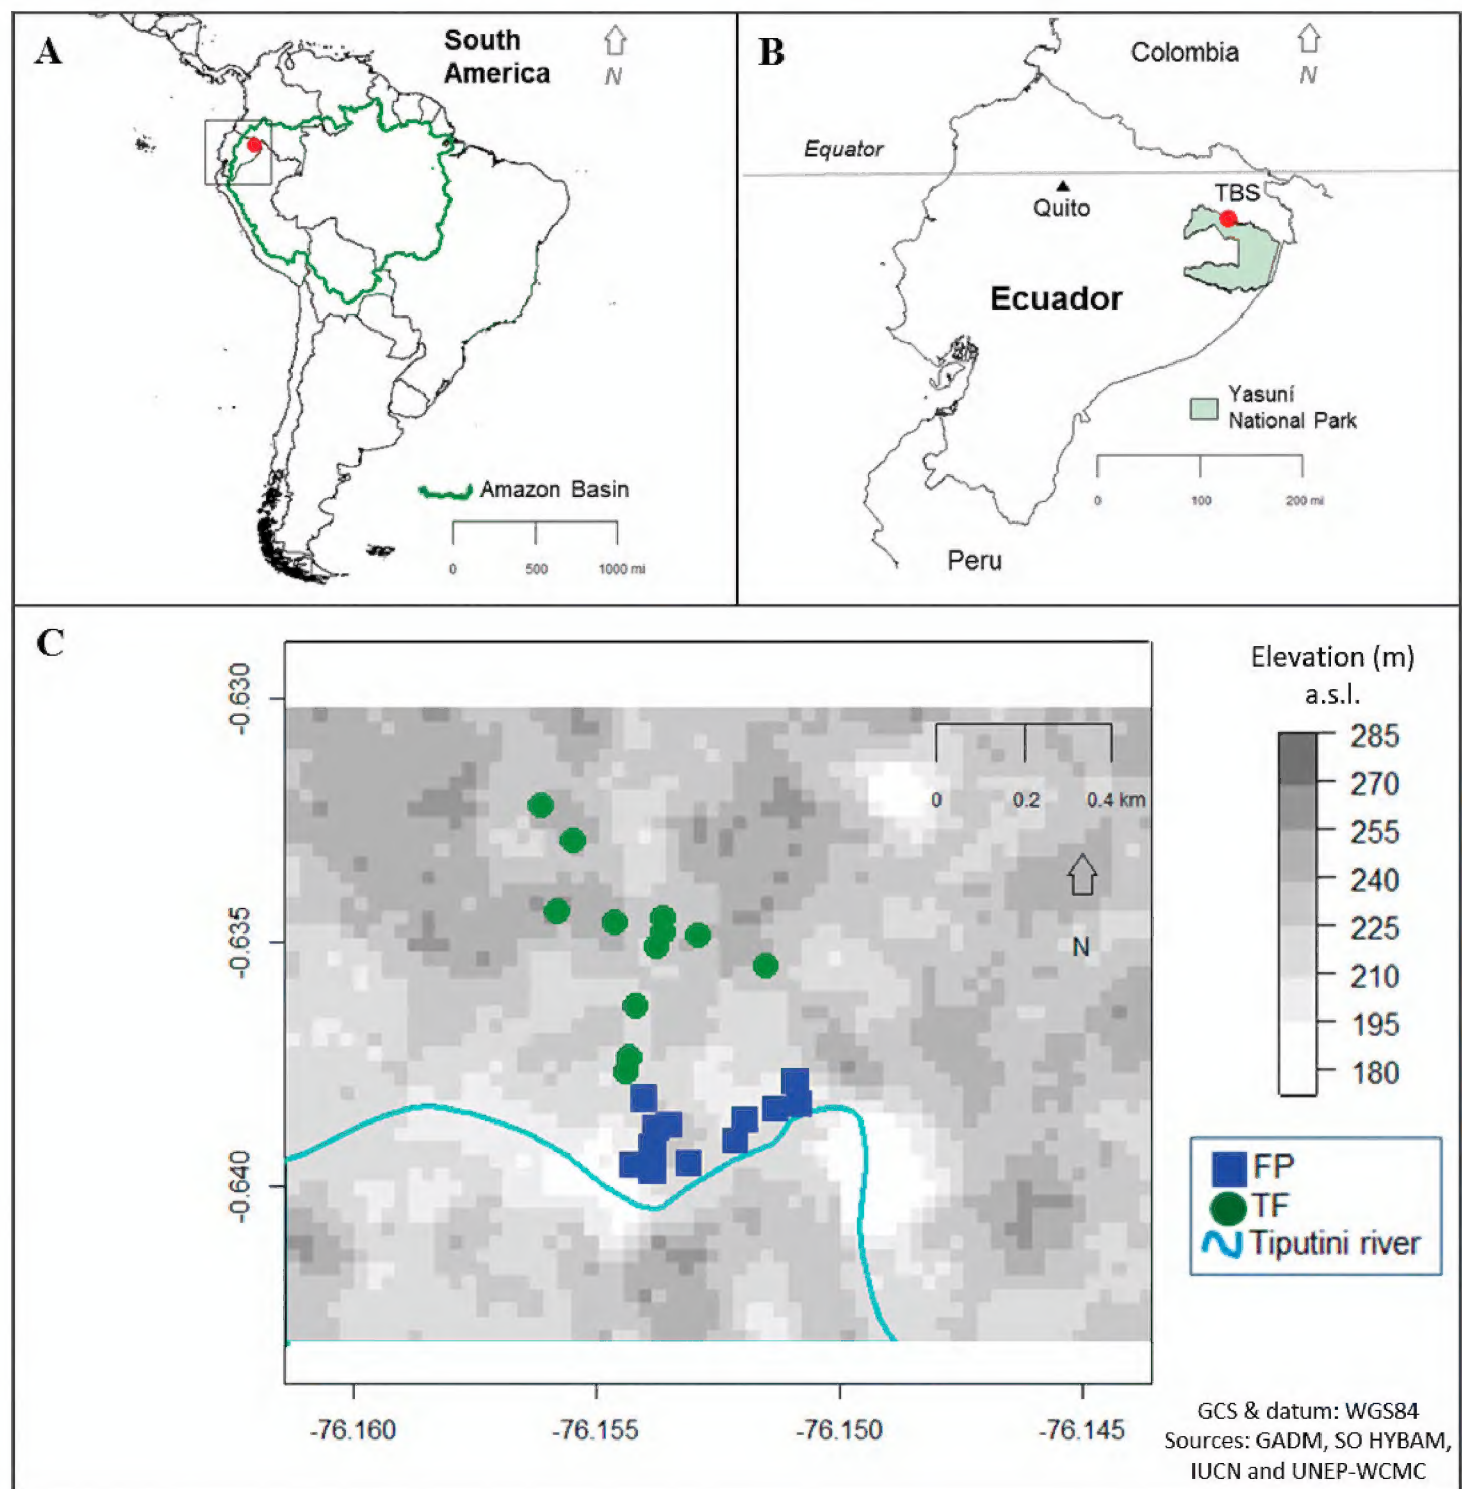 A
South
America
N
Amazon Basin
0 500 1000 mi
B
Colombia
N
Equator
Quito
TBS
Ecuador
Yasuní
National Park
0 100 200 mi
Peru
C
-0.630
-0.635
-0.640
0 0.2 0.4 km
N
-76.160 -76.155 -76.150 -76.145
Elevation (m)
a.s.l.
285
270
255
240
225
210
195
180
FP
TF
Tiputini river
GCS & datum: WGS84
Sources: GADM, SO HYBAM,
IUCN and UNEP-WCMC